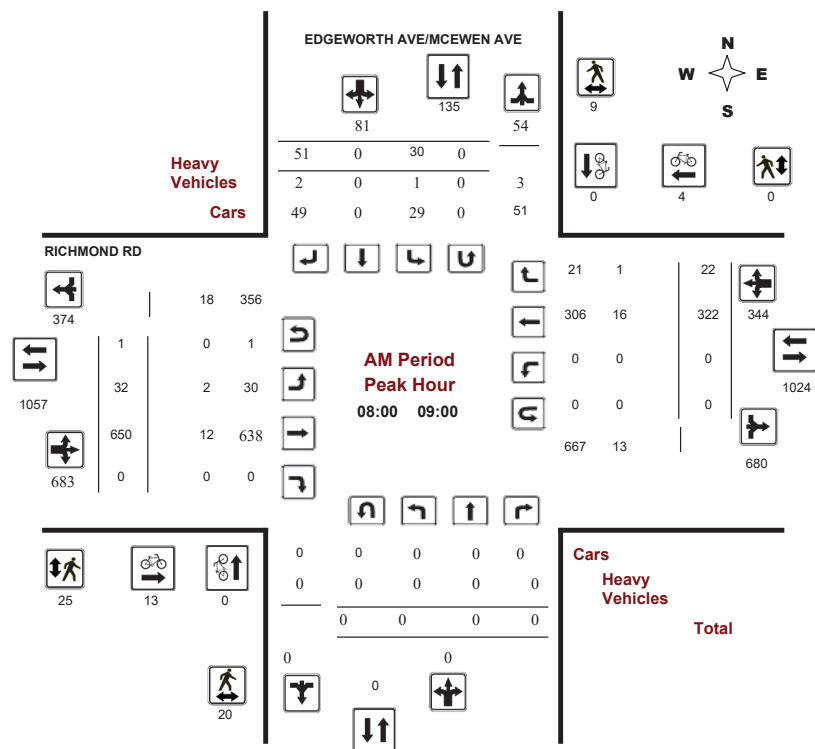 EDGEWORTH AVE/MCEWEN AVE
N
W E
S
135
9
81 54
51 0 30 0
Heavy
Vehicles
2 0 1 0 3
Cars
49 0 29 0 51
0 4 0
RICHMOND RD
374
18 356
21 1 22
306 16 322 344
1 0 1
AM Period
Peak Hour
08:00 09:00
0 0 0
1057
32 2 30
1024
0 0 0
650 12 638
667 13
680
683
0 0 0
25 13 0
0 0 0 0 0
Cars
0 0 0 0 0
Heavy
Vehicles
0 0 0 0
Total
0 0
0
20